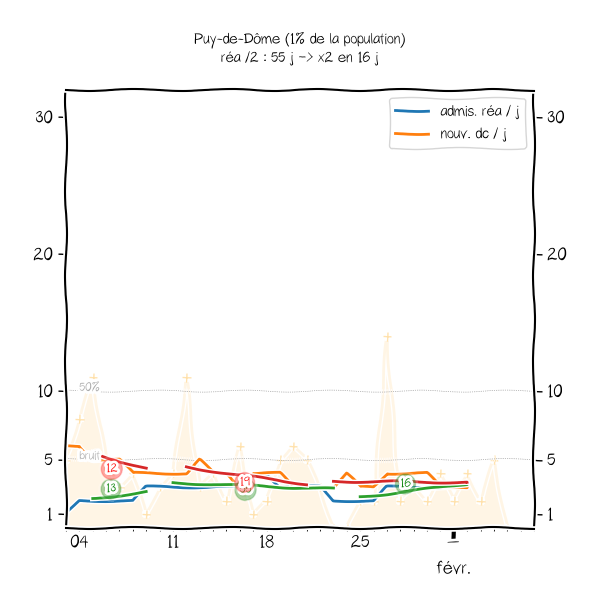 Puy-de-Dôme (1% de la population)
réa /2 : 55 j -> x2 en 16 j
admis. réa / j
nouv. dc / j
30 30
20 20
10 10
5 5
1 1
50%
bruit
12
13
19
16
04 11 18 25 1
févr.